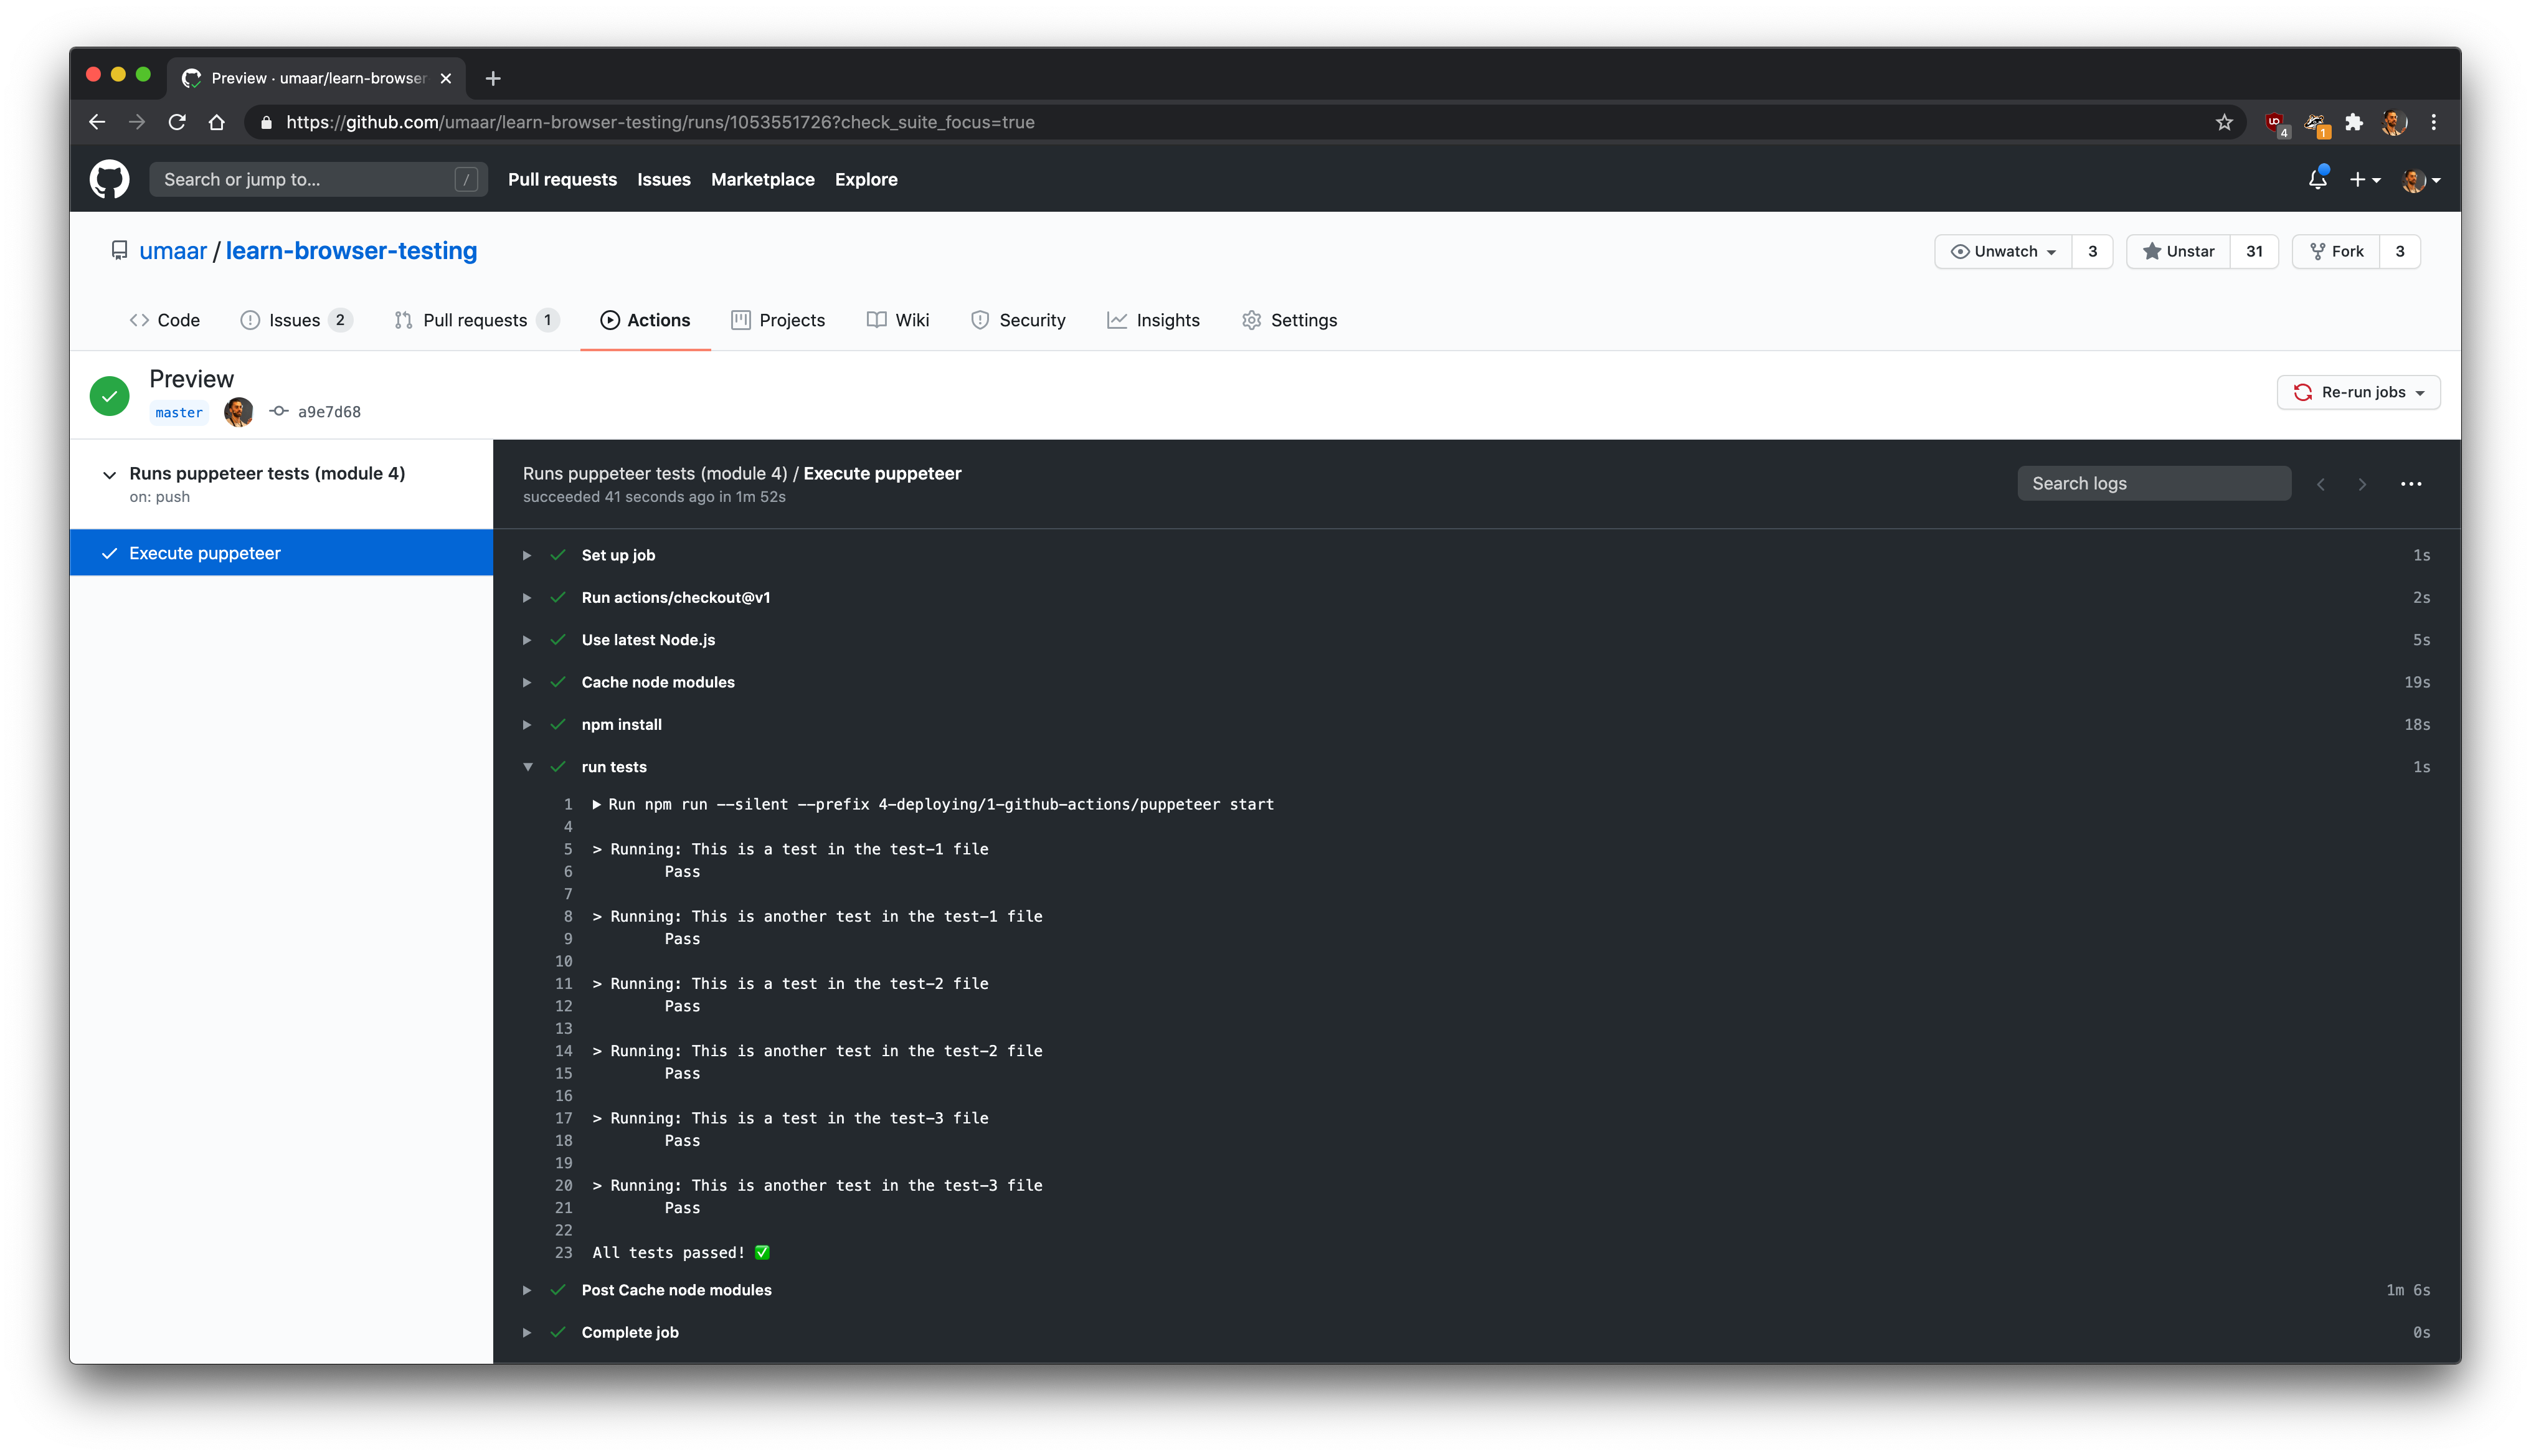 Preview · umaar/learn-browser
https://github.com/umaar/learn-browser-testing/runs/1053551726?check_suite_focus=true
4
1
Search or jump to...
/
Pull requests
Issues
Marketplace
Explore
umaar / learn-browser-testing
Unwatch
3
Unstar
31
Fork
3
Code
Issues
2
Pull requests
1
Actions
Projects
Wiki
Security
Insights
Settings
Preview
master
a9e7d68
Re-run jobs
Runs puppeteer tests (module 4)
on: push
Execute puppeteer
Runs puppeteer tests (module 4) / Execute puppeteer
succeeded 41 seconds ago in 1m 52s
Search logs
Set up job 1s
Run actions/checkout@v1 2s
Use latest Node.js 5s
Cache node modules 19s
npm install 18s
run tests 1s
1 Run npm run --silent --prefix 4-deploying/1-github-actions/puppeteer start
4
5 > Running: This is a test in the test-1 file
6 Pass
7
8 > Running: This is another test in the test-1 file
9 Pass
10
11 > Running: This is a test in the test-2 file
12 Pass
13
14 > Running: This is another test in the test-2 file
15 Pass
16
17 > Running: This is a test in the test-3 file
18 Pass
19
20 > Running: This is another test in the test-3 file
21 Pass
22
23 All tests passed! ✅
Post Cache node modules 1m 6s
Complete job 0s